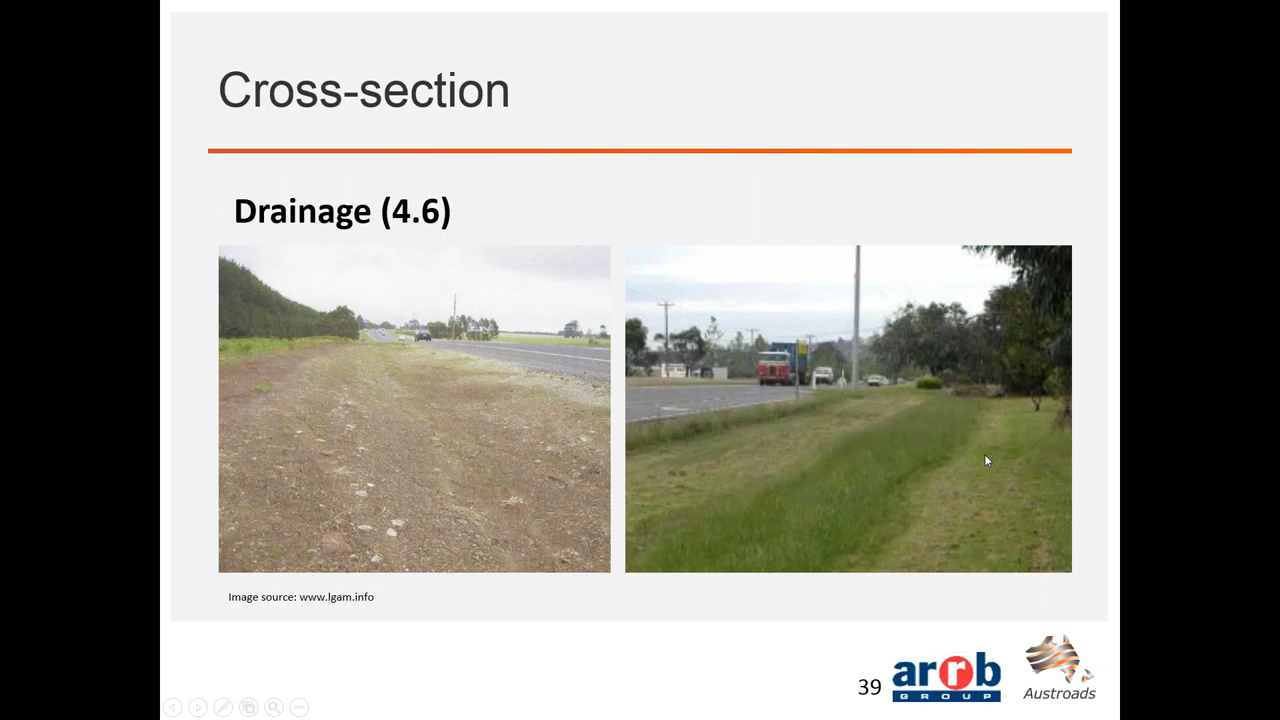 Cross-section
Drainage (4.6)
Image source: www.lgam.info
39
arrb
GROUP
Austroads